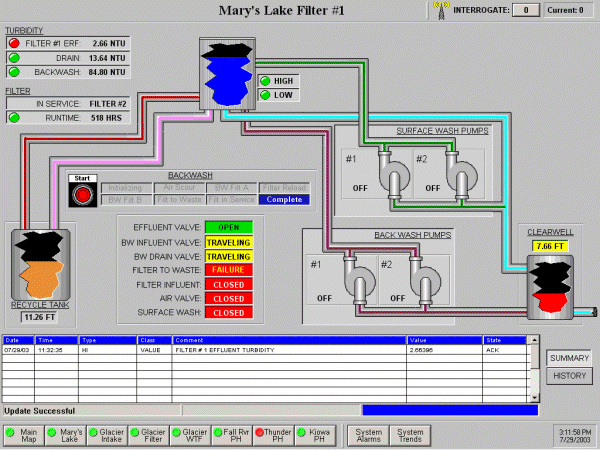 Mary's Lake Filter #1
INTERROGATE: 0 Current: 0
TURBIDITY
FILTER #1 ERF: 2.66 NTU
DRAIN: 13.64 NTU
BACKWASH: 84.80 NTU
FILTER
IN SERVICE: FILTER #2
RUNTIME: 518 HRS
HIGH
LOW
SURFACE WASH PUMPS
#1 #2
OFF OFF
BACKWASH
Start
Initializing Air Scour BW Filt A Filter Reload
BW Filt B Filt to Waste Filt in Service Complete
EFFLUENT VALVE: OPEN
BW INFLUENT VALVE: TRAVELING
BW DRAIN VALVE: TRAVELING
FILTER TO WASTE: FAILURE
FILTER INFLUENT: CLOSED
AIR VALVE: CLOSED
SURFACE WASH: CLOSED
BACK WASH PUMPS
#1 #2
OFF OFF
CLEARWELL
7.66 FT
RECYCLE TANK
11.26 FT
Date Time Type Class Comment Value State
07/29/03 11:32:35 HI VALUE FILTER # 1 EFFLUENT TURBIDITY 2.66396 ACK
SUMMARY
HISTORY
Update Successful
Main Map
Mary's Lake
Glacier Intake
Glacier Filter
Glacier WTF
Fall Rvr PH
Thunder PH
Kiowa PH
System Alarms
System Trends
3:11:58 PM
7/29/2003